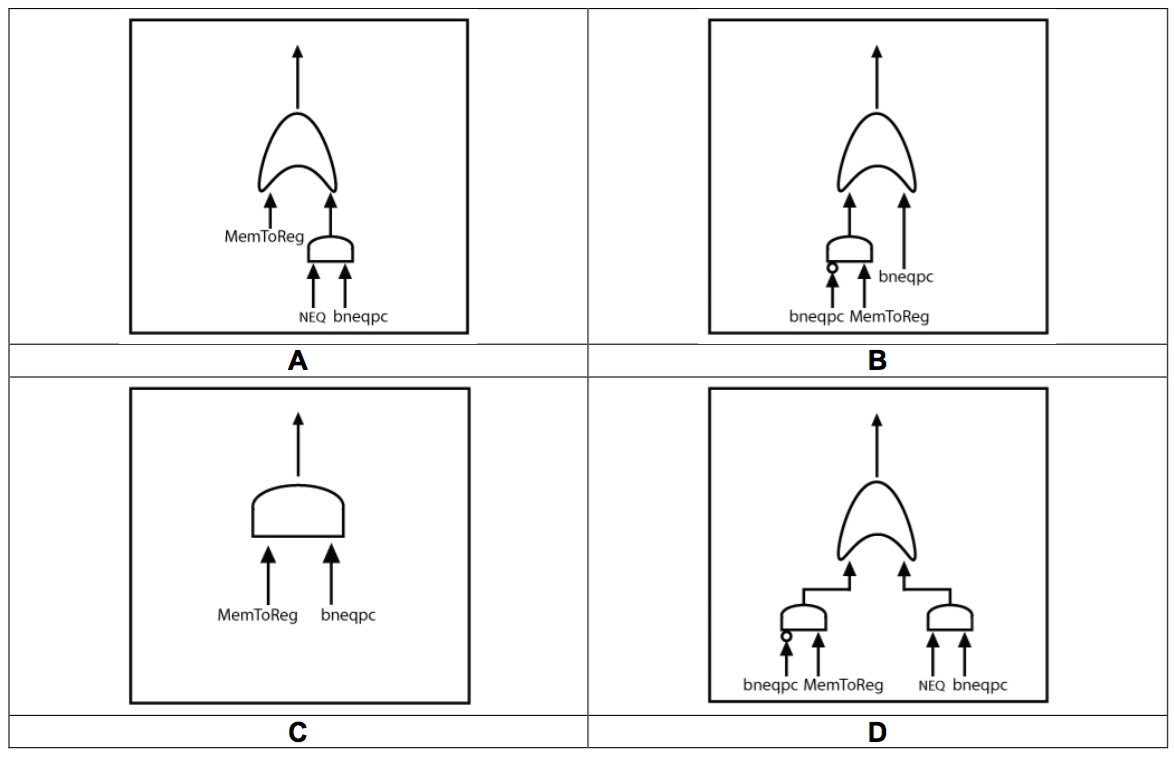 MemToReg
NEQ bneqpc
A
bneqpc
bneqpc MemToReg
B
MemToReg bneqpc
C
bneqpc MemToReg NEQ bneqpc
D